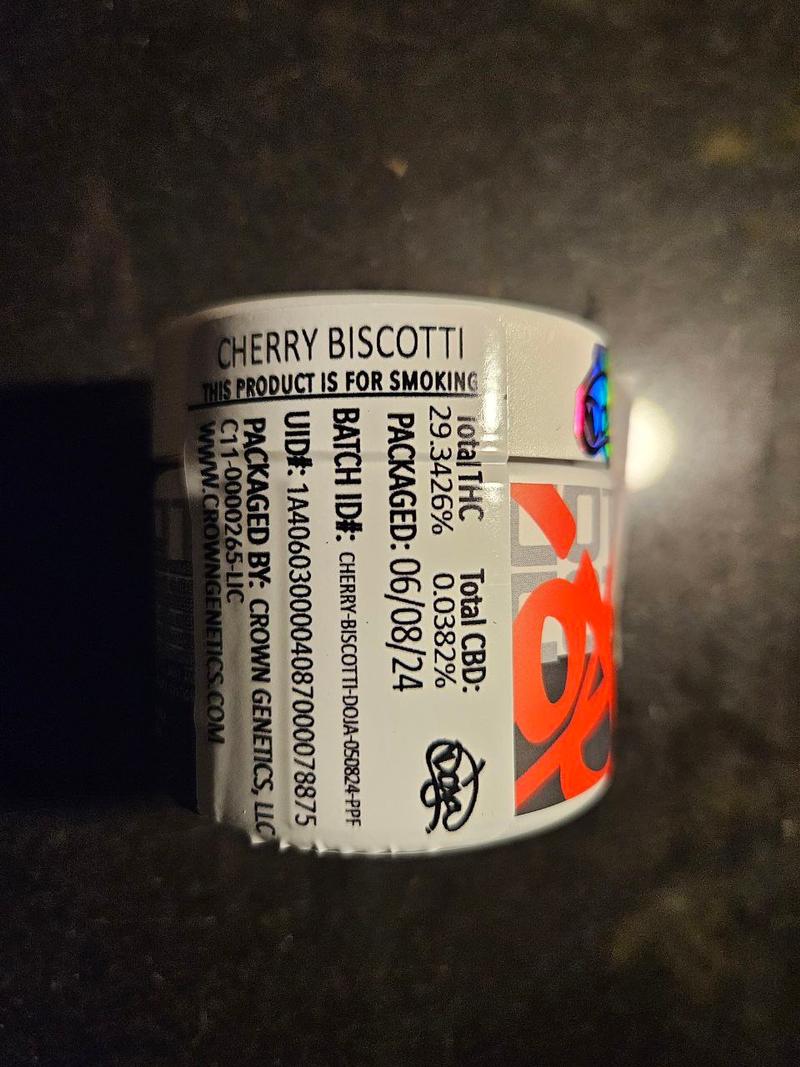 CHERRY BISCOTTI
THIS PRODUCT IS FOR SMOKING
Total THC Total CBD:
29.3426% 0.0382%
PACKAGED: 06/08/24
BATCH ID#: CHERRY-BISCOTTI-DOJA-050824-PPF
UID#: 1A4060300004087000078875
PACKAGED BY: CROWN GENETICS, LLC
C11-0000265-LIC
WWW.CROWNGENETICS.COM
DOJA